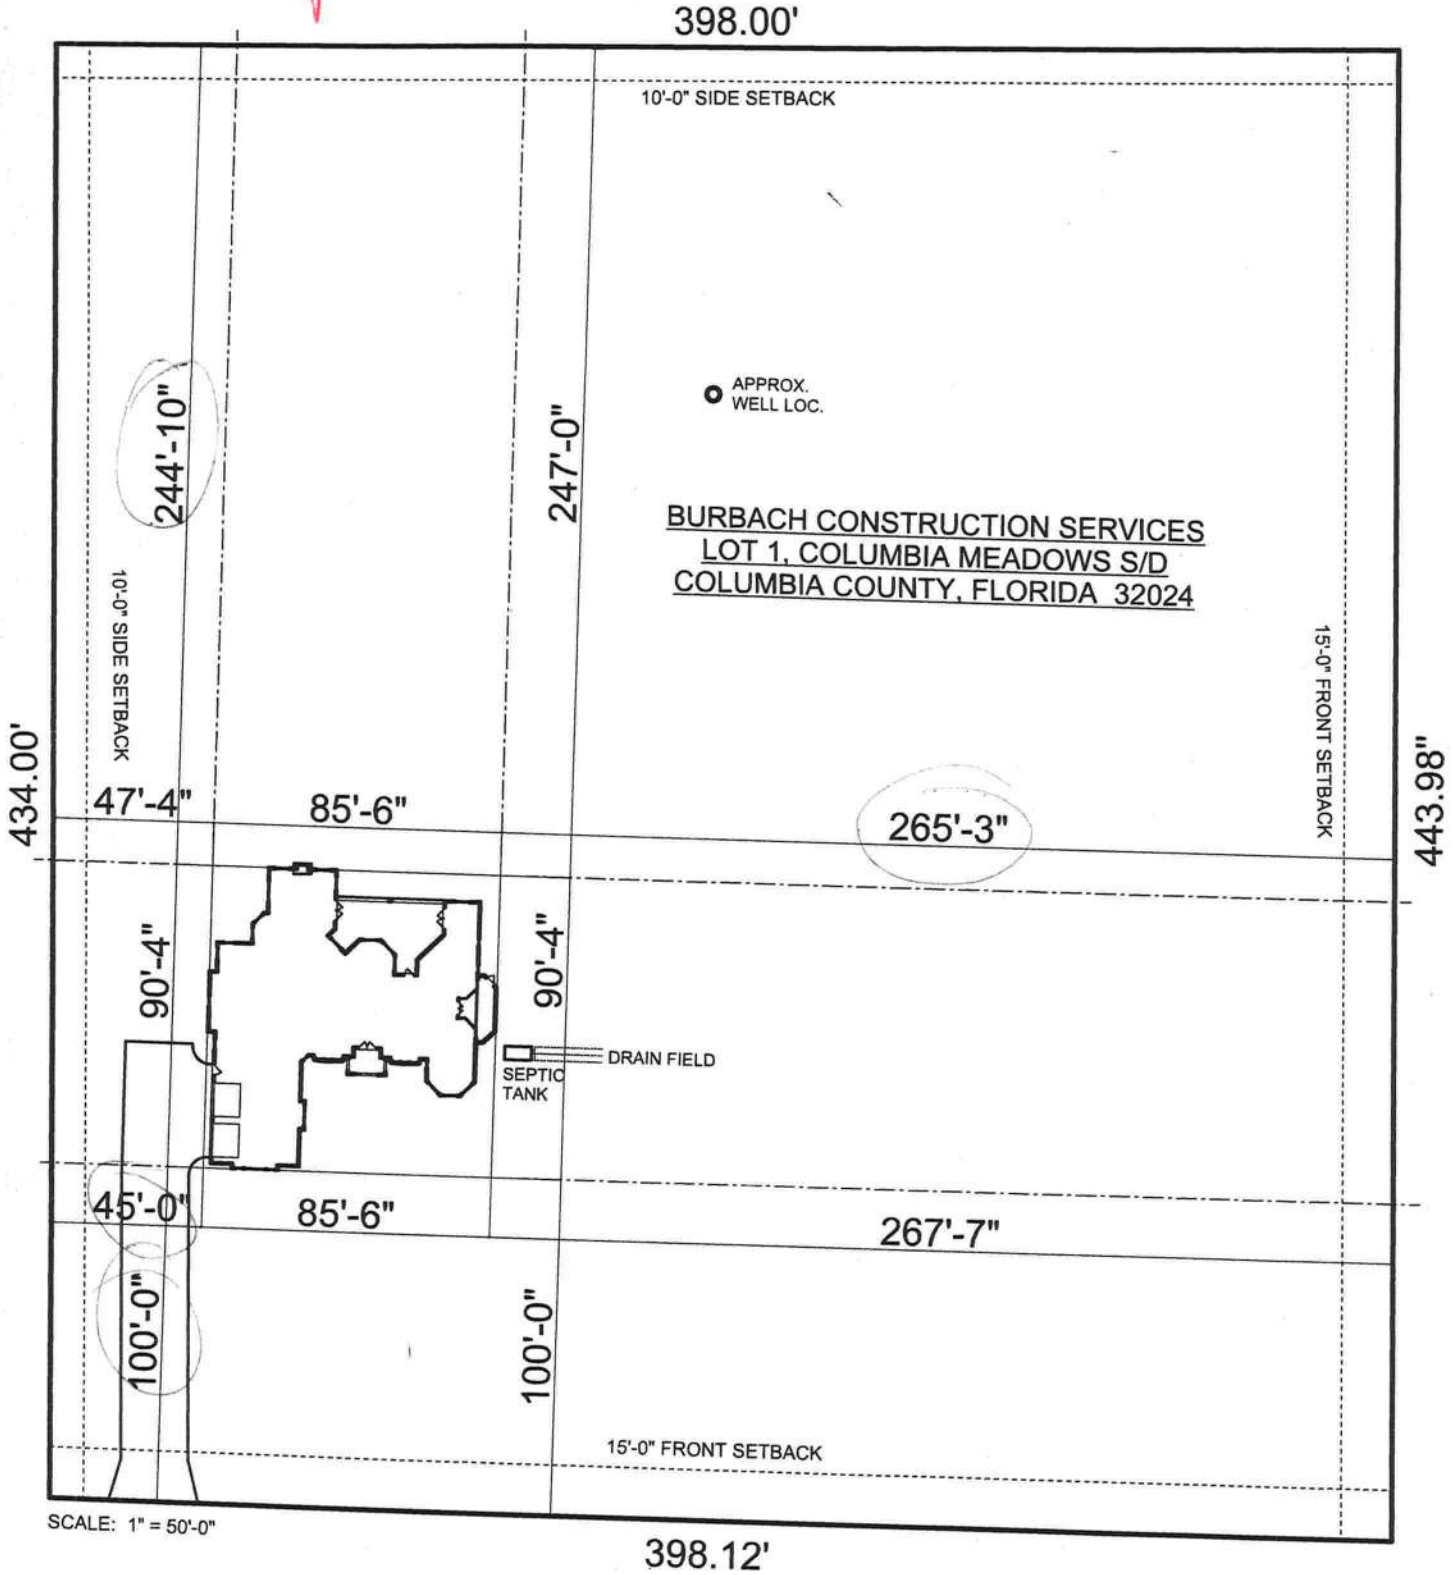 398.00'
10'-0" SIDE SETBACK
244'-10"
247'-0"
APPROX.
WELL LOC.
BURBACH CONSTRUCTION SERVICES
LOT 1, COLUMBIA MEADOWS S/D
COLUMBIA COUNTY, FLORIDA 32024
10'-0" SIDE SETBACK
15'-0" FRONT SETBACK
434.00'
443.98"
47'-4"
85'-6"
265'-3"
90'-4"
90'-4"
DRAIN FIELD
SEPTIC
TANK
45'-0"
85'-6"
267'-7"
100'-0"
100'-0"
15'-0" FRONT SETBACK
SCALE: 1" = 50'-0"
398.12'